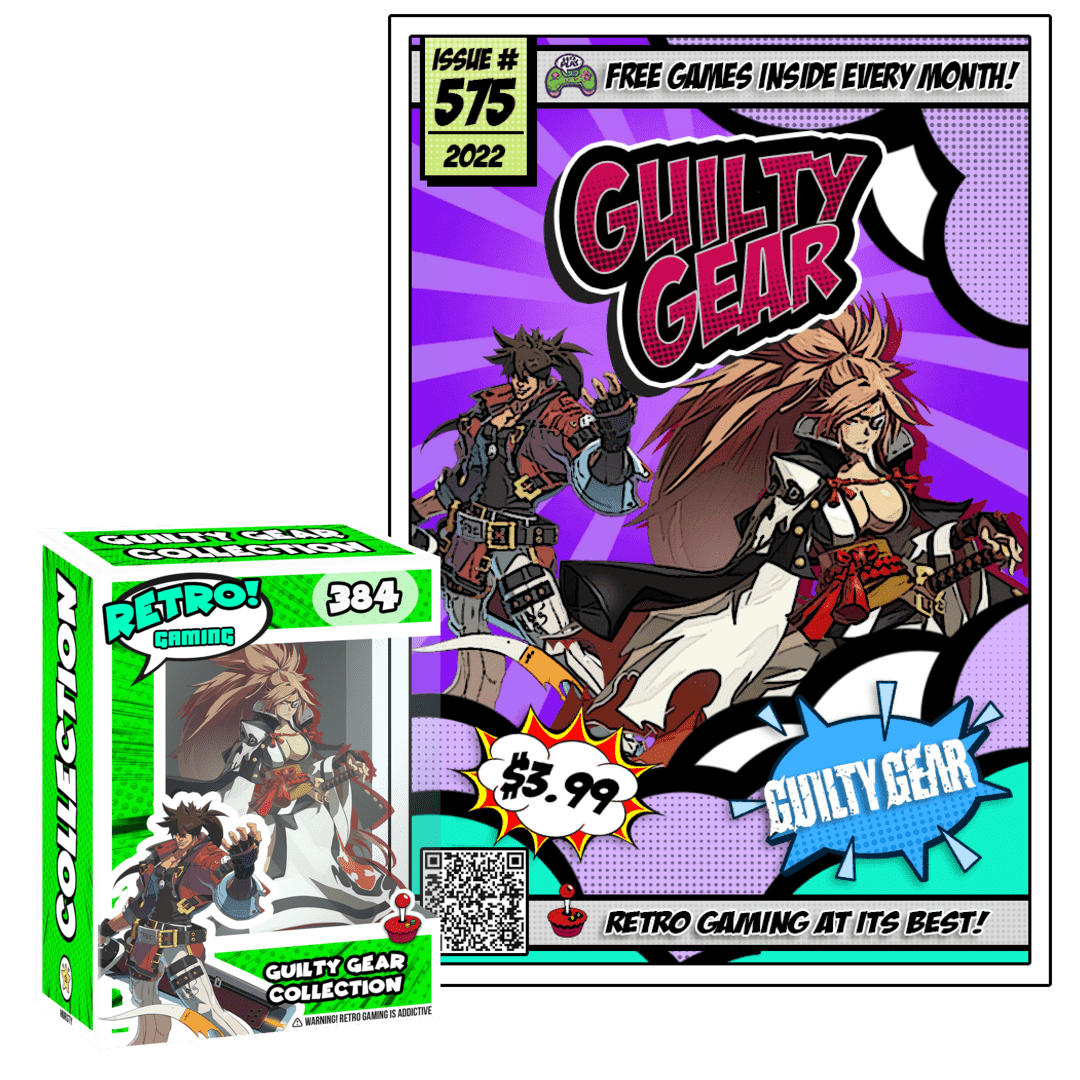 ISSUE #
575
2022
FREE GAMES INSIDE EVERY MONTH!
GUILTY
GEAR
$3.99
GUILTY GEAR
RETRO GAMING AT ITS BEST!
GUILTY GEAR
COLLECTION
COLLECTION
RETRO!
GAMING
384
GUILTY GEAR
COLLECTION
WARNING! RETRO GAMING IS ADDICTIVE